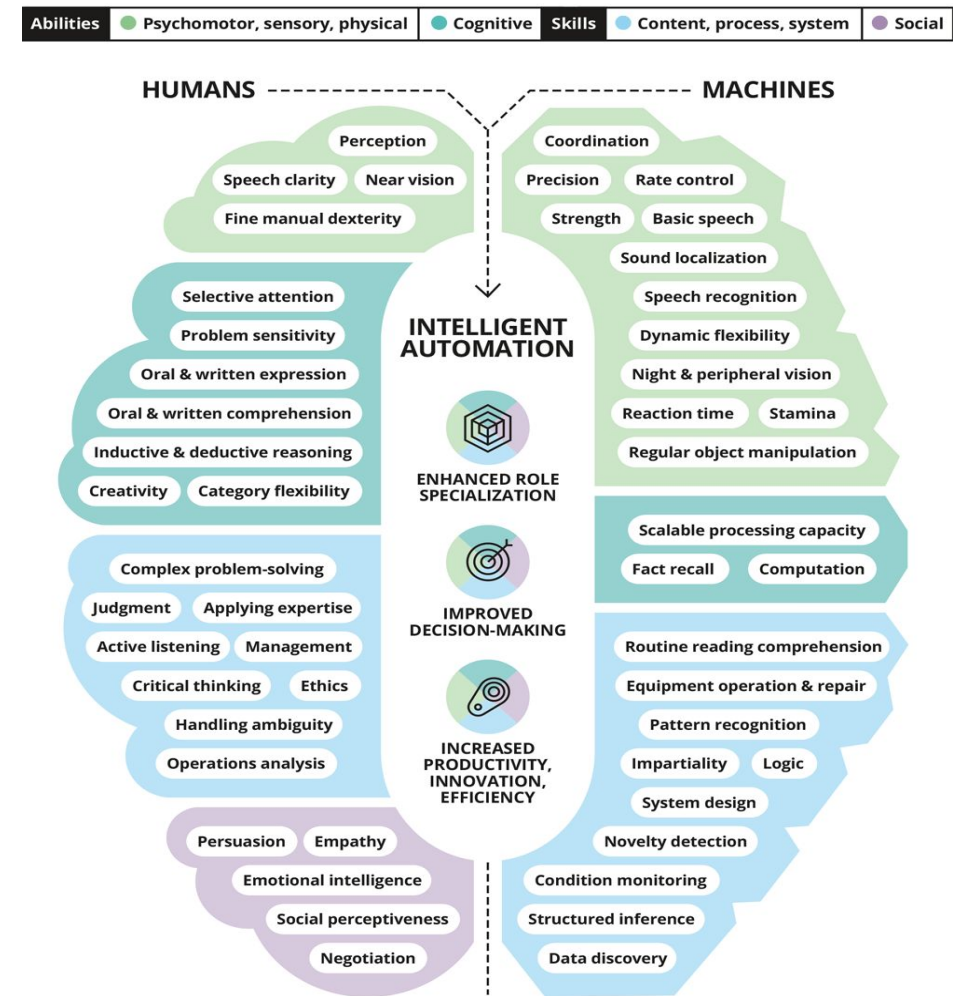 Abilities Psychomotor, sensory, physical Cognitive Skills Content, process, system Social
HUMANS
Perception
Speech clarity Near vision
Fine manual dexterity
Selective attention
Problem sensitivity
Oral & written expression
Oral & written comprehension
Inductive & deductive reasoning
Creativity Category flexibility
Complex problem-solving
Judgment Applying expertise
Active listening Management
Critical thinking Ethics
Handling ambiguity
Operations analysis
Persuasion Empathy
Emotional intelligence
Social perceptiveness
Negotiation
INTELLIGENT
AUTOMATION
ENHANCED ROLE
SPECIALIZATION
IMPROVED
DECISION-MAKING
INCREASED
PRODUCTIVITY,
INNOVATION,
EFFICIENCY
MACHINES
Coordination
Precision Rate control
Strength Basic speech
Sound localization
Speech recognition
Dynamic flexibility
Night & peripheral vision
Reaction time Stamina
Regular object manipulation
Scalable processing capacity
Fact recall Computation
Routine reading comprehension
Equipment operation & repair
Pattern recognition
Impartiality Logic
System design
Novelty detection
Condition monitoring
Structured inference
Data discovery